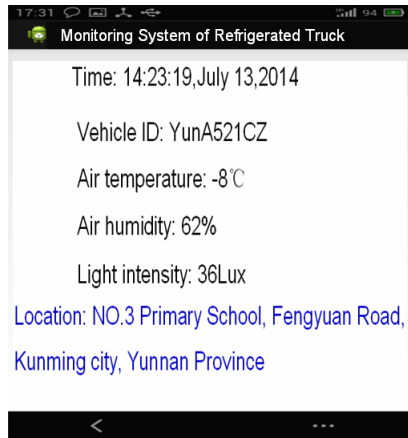 17:31 94
Monitoring System of Refrigerated Truck
Time: 14:23:19,July 13,2014
Vehicle ID: YunA521CZ
Air temperature: -8℃
Air humidity: 62%
Light intensity: 36Lux
Location: NO.3 Primary School, Fengyuan Road,
Kunming city, Yunnan Province